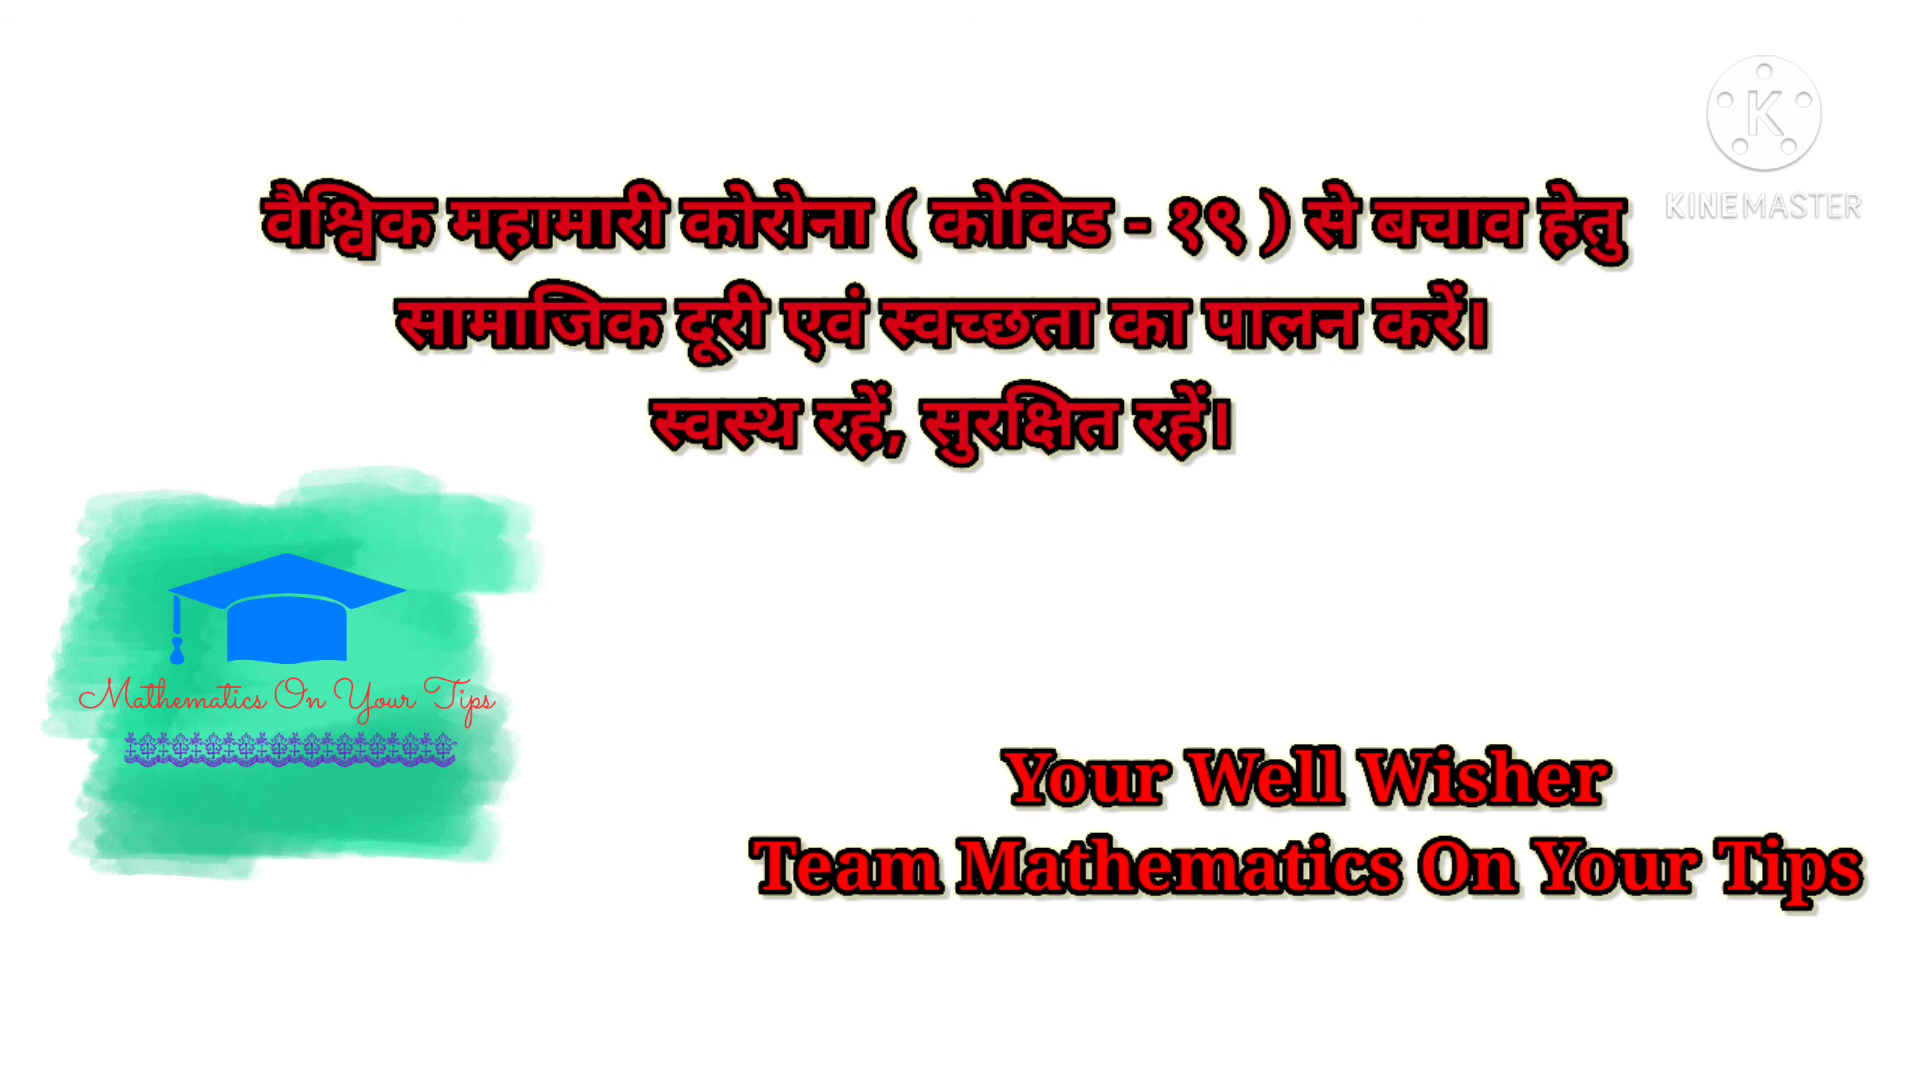 KINEMASTER
वैश्विक महामारी कोरोना ( कोविड - १९ ) से बचाव हेतु
सामाजिक दूरी एवं स्वच्छता का पालन करें।
स्वस्थ रहें, सुरक्षित रहें।
Mathematics On Your Tips
Your Well Wisher
Team Mathematics On Your Tips